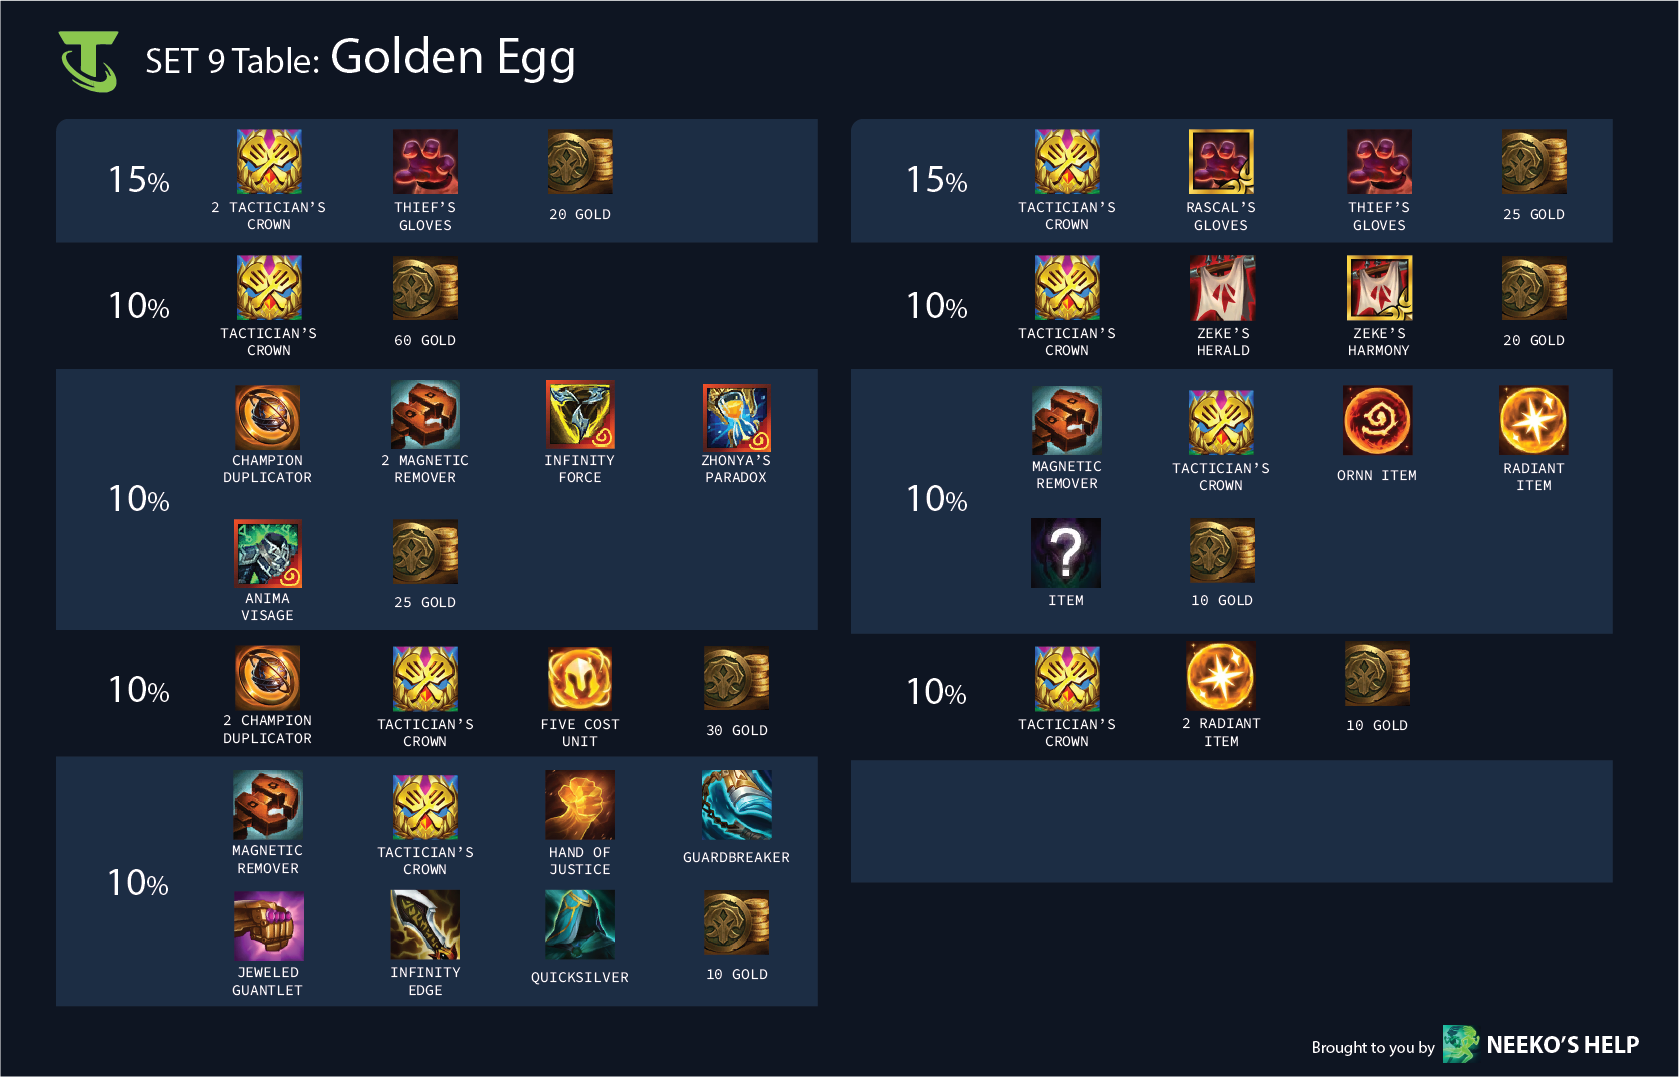 SET 9 Table: Golden Egg
15%
2 TACTICIAN'S
CROWN
THIEF'S
GLOVES
20 GOLD
10%
TACTICIAN'S
CROWN
60 GOLD
10%
CHAMPION
DUPLICATOR
2 MAGNETIC
REMOVER
INFINITY
FORCE
ZHONYA'S
PARADOX
ANIMA
VISAGE
25 GOLD
10%
2 CHAMPION
DUPLICATOR
TACTICIAN'S
CROWN
FIVE COST
UNIT
30 GOLD
10%
MAGNETIC
REMOVER
TACTICIAN'S
CROWN
HAND OF
JUSTICE
GUARDBREAKER
JEWELED
GUANTLET
INFINITY
EDGE
QUICKSILVER
10 GOLD
15%
TACTICIAN'S
CROWN
RASCAL'S
GLOVES
THIEF'S
GLOVES
25 GOLD
10%
TACTICIAN'S
CROWN
ZEKE'S
HERALD
ZEKE'S
HARMONY
20 GOLD
10%
MAGNETIC
REMOVER
TACTICIAN'S
CROWN
ORNN ITEM
RADIANT
ITEM
?
ITEM
10 GOLD
10%
TACTICIAN'S
CROWN
2 RADIANT
ITEM
10 GOLD
Brought to you by NEEKO'S HELP